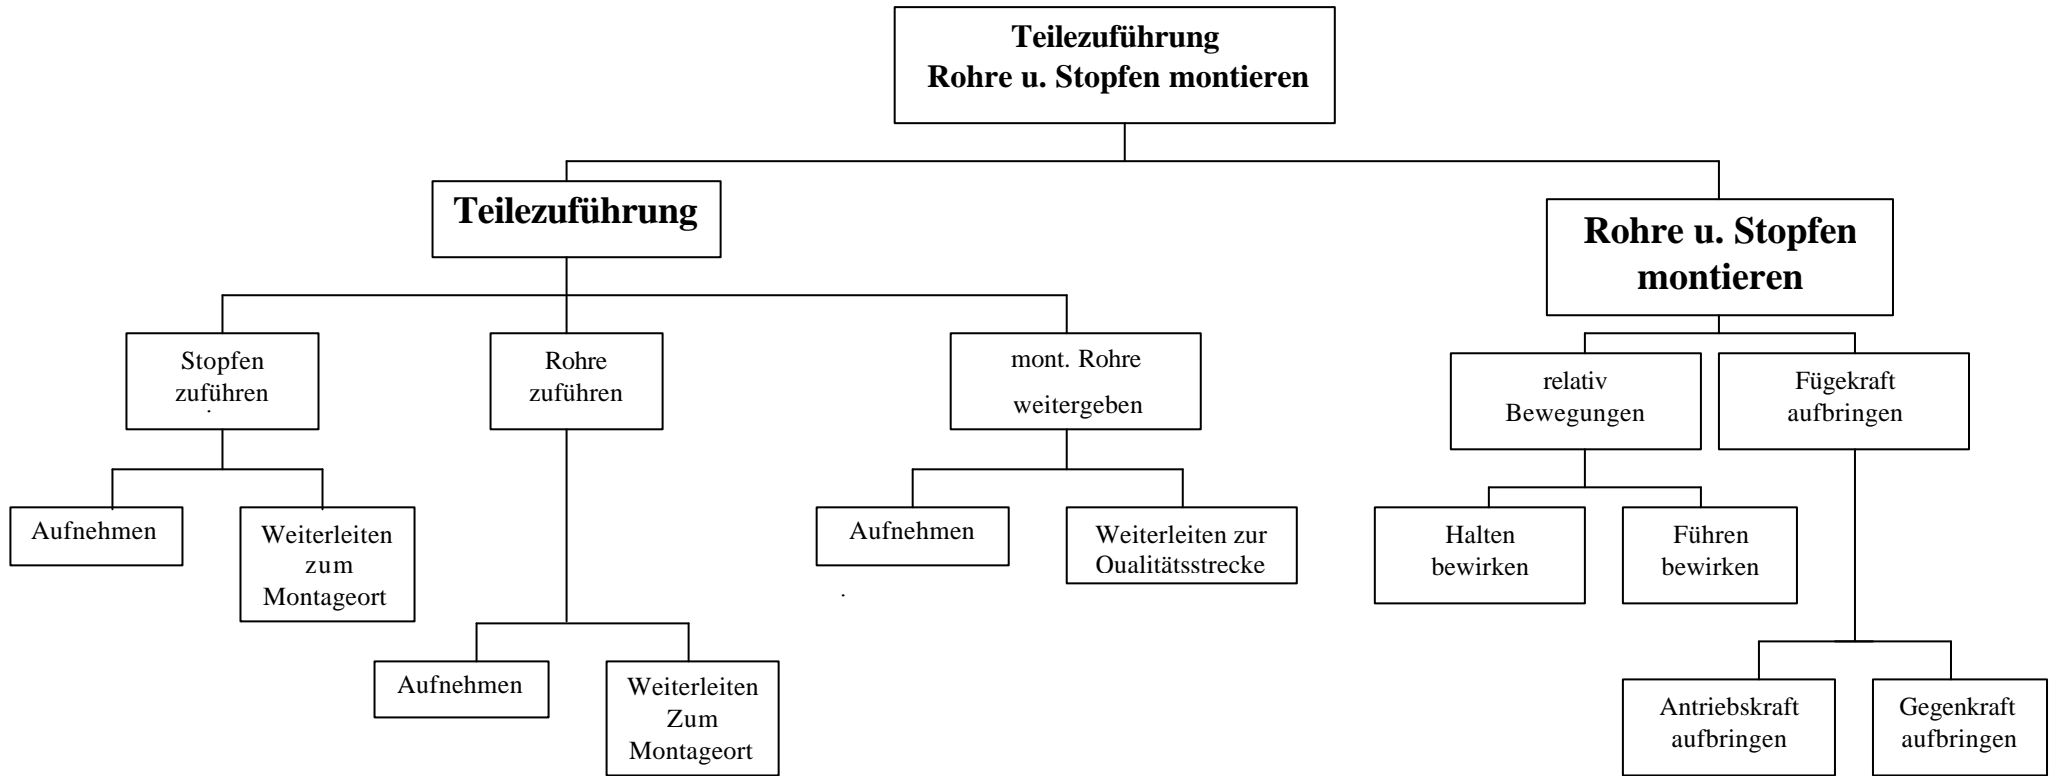 Teilezuführung
Rohre u. Stopfen montieren
Teilezuführung
Rohre u. Stopfen
montieren
Stopfen
zuführen
Rohre
zuführen
mont. Rohre
weitergeben
relativ
Bewegungen
Fügekraft
aufbringen
Aufnehmen
Weiterleiten
zum
Montageort
Aufnehmen
Weiterleiten zur
Qualitätsstrecke
Halten
bewirken
Führen
bewirken
Aufnehmen
Weiterleiten
Zum
Montageort
Antriebskraft
aufbringen
Gegenkraft
aufbringen